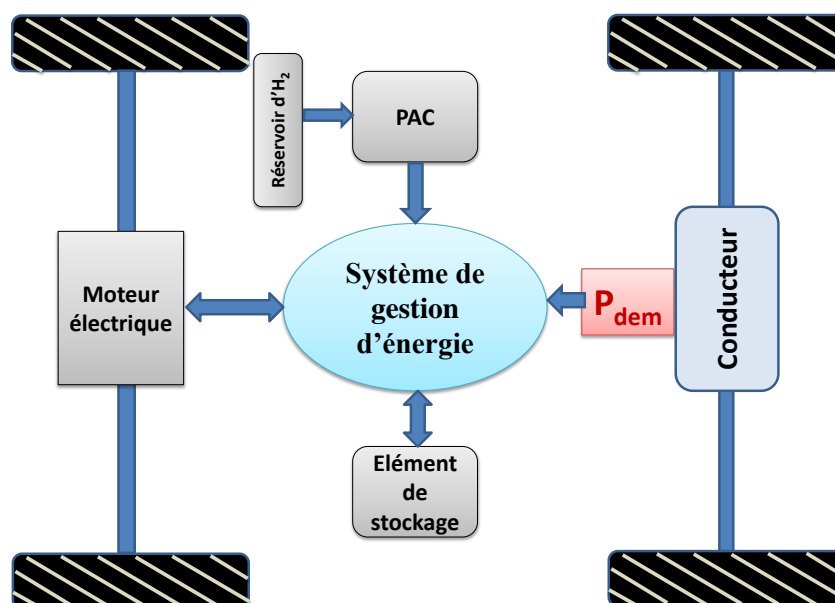 Réservoir d'H2
PAC
Moteur
électrique
Système de
gestion
d'énergie
Pdem
Conducteur
Elément
de
stockage